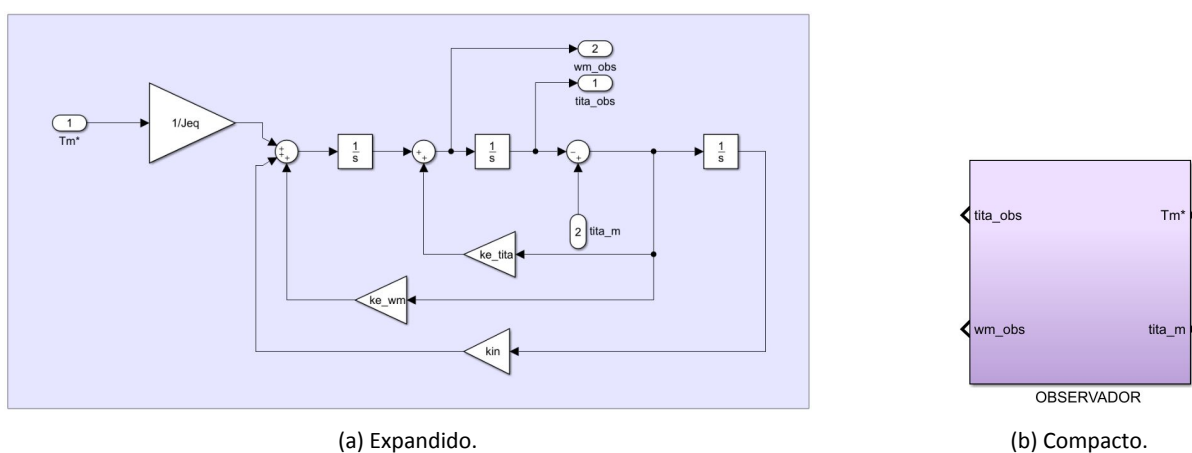 2
wm_obs
1
tita_obs
1
Tm*
1/Jeq
+
+
+
1
s
+
+
1
s
−
+
1
s
2
tita_m
ke_tita
ke_wm
kin
(a) Expandido.
tita_obs
Tm*
wm_obs
tita_m
OBSERVADOR
(b) Compacto.